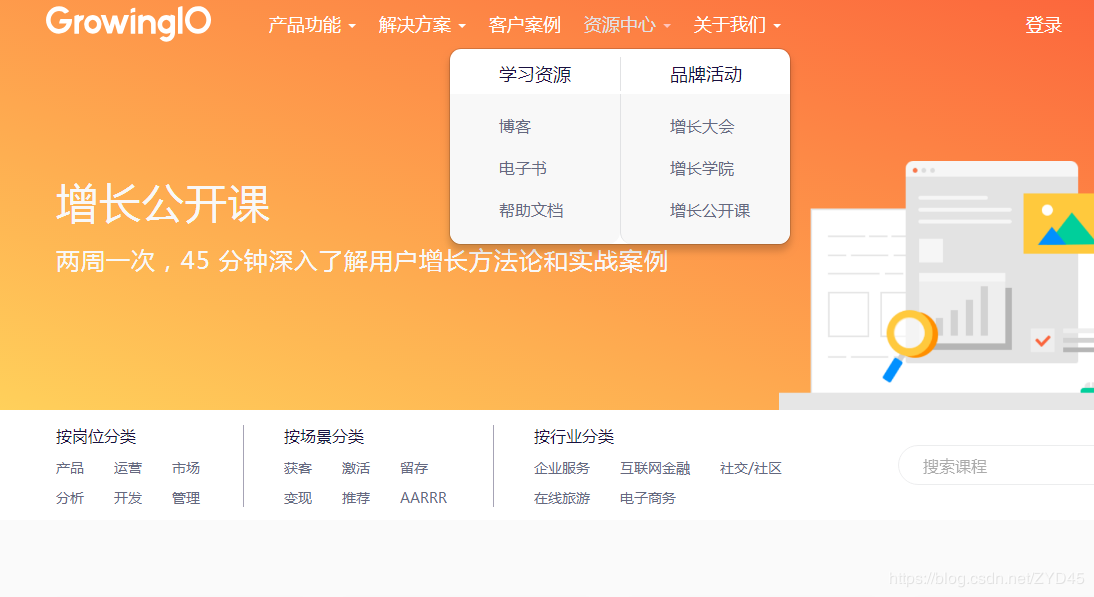 GrowingIO 产品功能 解决方案 客户案例 资源中心 关于我们 登录
学习资源 品牌活动
博客 增长大会
电子书 增长学院
帮助文档 增长公开课
增长公开课
两周一次，45 分钟深入了解用户增长方法论和实战案例
按岗位分类 按场景分类 按行业分类
产品 运营 市场 获客 激活 留存 企业服务 互联网金融 社交/社区
搜索课程
分析 开发 管理 变现 推荐 AARRR 在线旅游 电子商务
https://blog.csdn.net/ZYD45